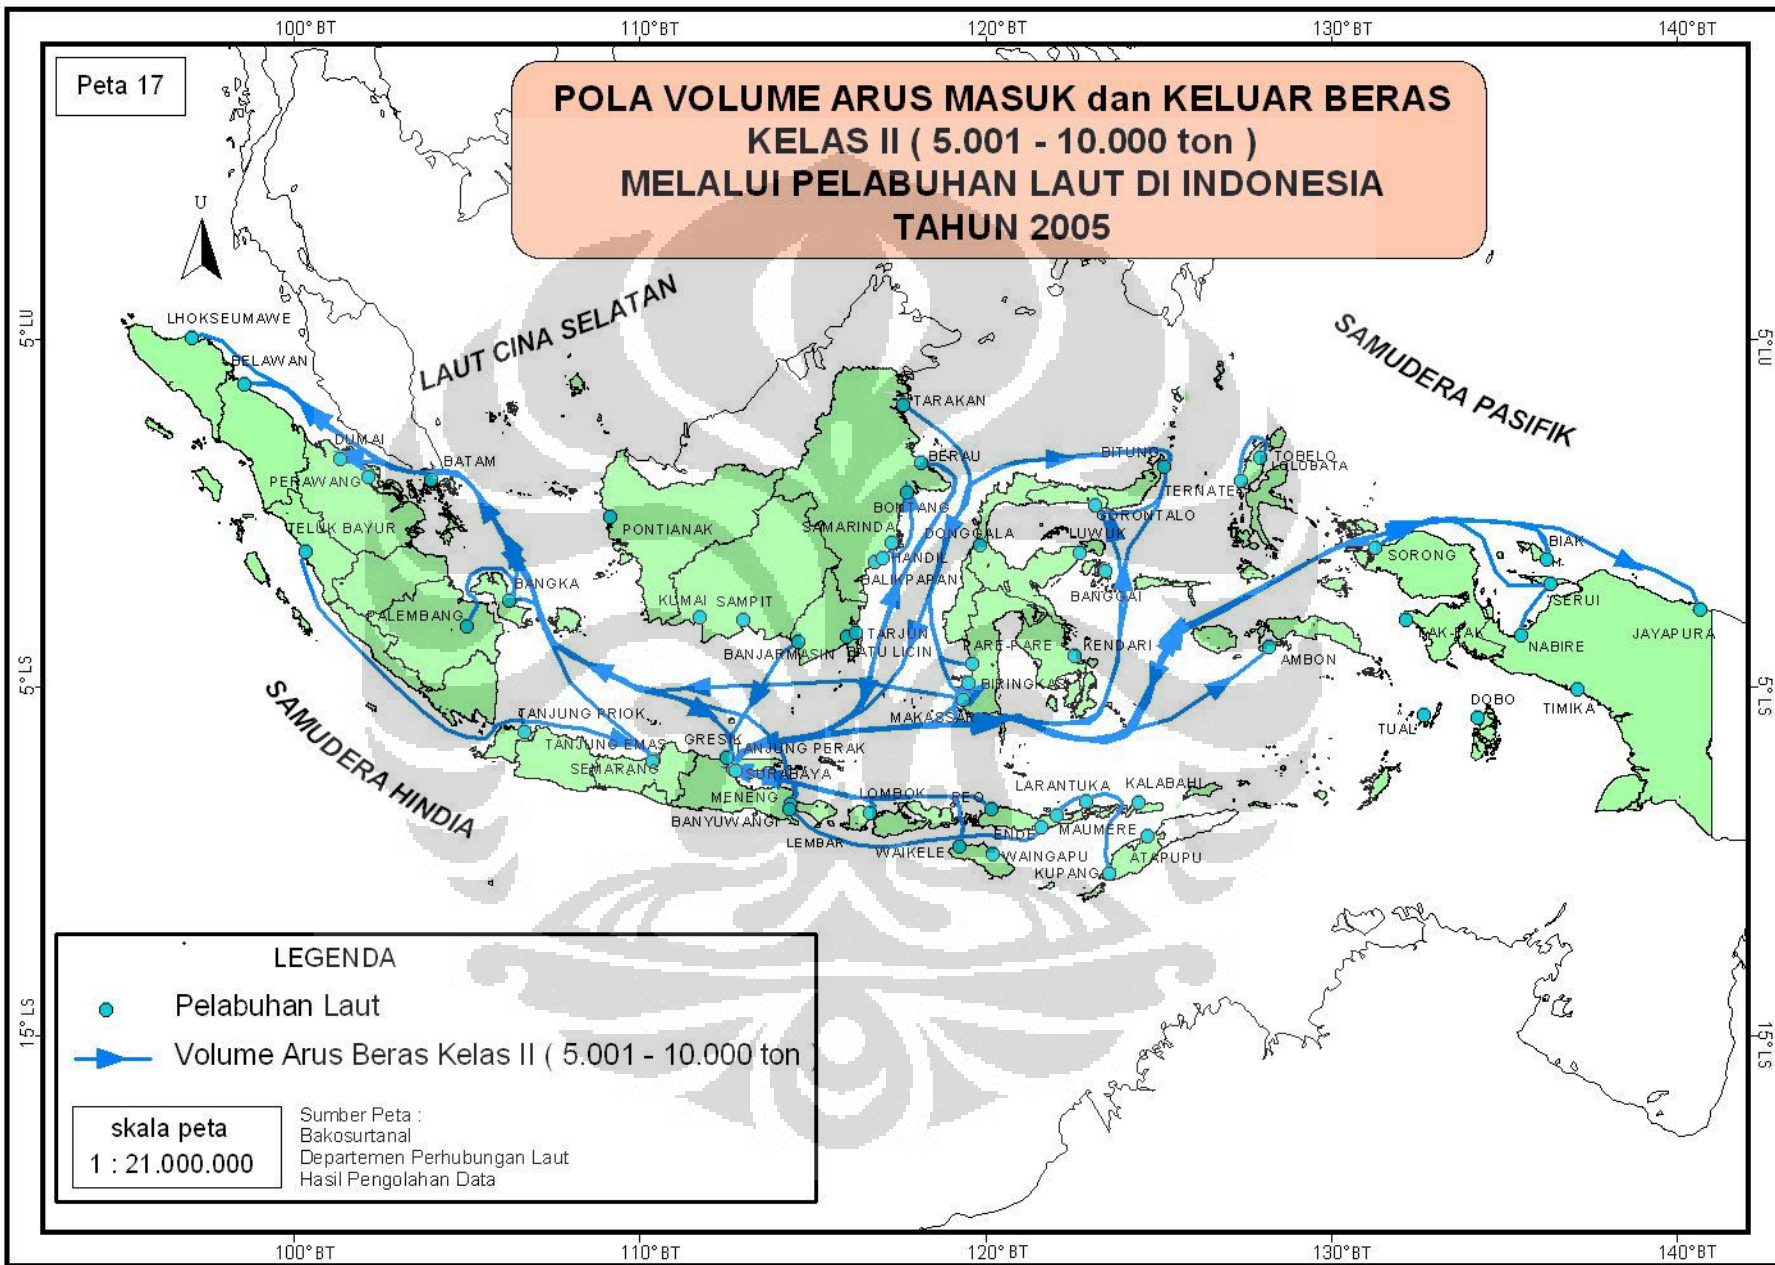 100° BT
110° BT
120° BT
130° BT
140° BT
Peta 17
POLA VOLUME ARUS MASUK dan KELUAR BERAS
KELAS II ( 5.001 - 10.000 ton )
MELALUI PELABUHAN LAUT DI INDONESIA
TAHUN 2005
U
5° LU
5° LU
LAUT CINA SELATAN
SAMUDERA PASIFIK
LHOKSEUMAWE
BELAWAN
DUMAI
BATAM
PERAWANG
TELUK BAYUR
PALEMBANG
BANGKA
PONTIANAK
KUMAI
SAMPIT
BANJARMASIN
TARAKAN
BERAU
BONTANG
SAMARINDA
HANDIL
BALIKPAPAN
TARJUN
BATU LICIN
BITUNG
GORONTALO
DONGGALA
LUWUK
BANGGAI
PARE-PARE
KENDARI
BIRINGKASI
MAKASSAR
TOBELO
LOLOBATA
TERNATE
AMBON
SORONG
BIAK
SERUI
FAK-FAK
NABIRE
JAYAPURA
TIMIKA
DOBO
TUAL
5° LS
5° LS
SAMUDERA HINDIA
TANJUNG PRIOK
TANJUNG EMAS
SEMARANG
GRESIK
TANJUNG PERAK
SURABAYA
MENENG
BANYUWANGI
LOMBOK
LEMBAR
REO
LARANTUKA
KALABAHI
ENDE
MAUMERE
WAIKELE
WAINGAPU
ATAPUPU
KUPANG
LEGENDA
Pelabuhan Laut
Volume Arus Beras Kelas II ( 5.001 - 10.000 ton )
skala peta
1 : 21.000.000
Sumber Peta :
Bakosurtanal
Departemen Perhubungan Laut
Hasil Pengolahan Data
15° LS
15° LS
100° BT
110° BT
120° BT
130° BT
140° BT